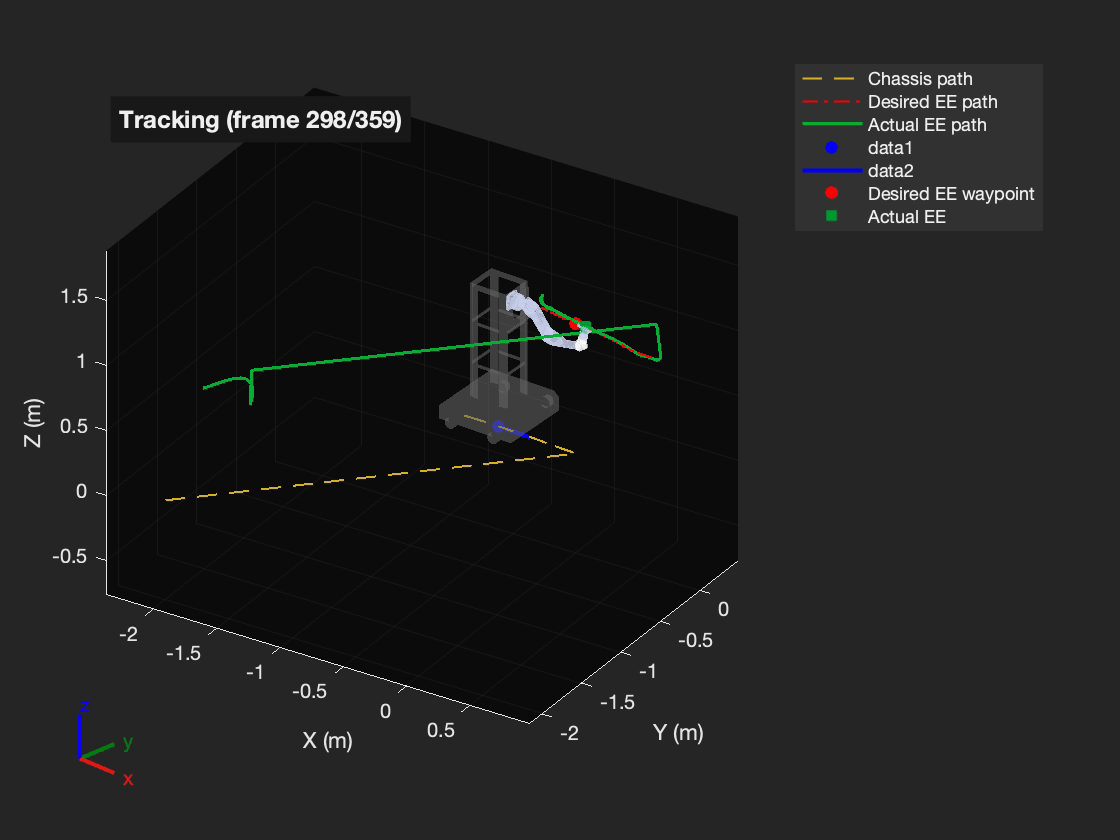 Tracking (frame 298/359)
Chassis path
Desired EE path
Actual EE path
data1
data2
Desired EE waypoint
Actual EE
1.5
1
0.5
0
-0.5
Z (m)
-2
-1.5
-1
-0.5
0
0.5
X (m)
0
-0.5
-1
-1.5
-2
Y (m)
z
y
x